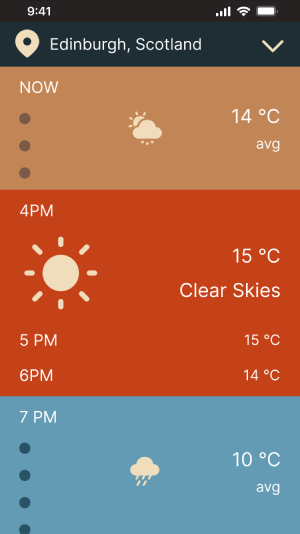 9:41
Edinburgh, Scotland
NOW
14 °C
avg
4PM
15 °C
Clear Skies
5 PM 15 °C
6PM 14 °C
7 PM
10 °C
avg